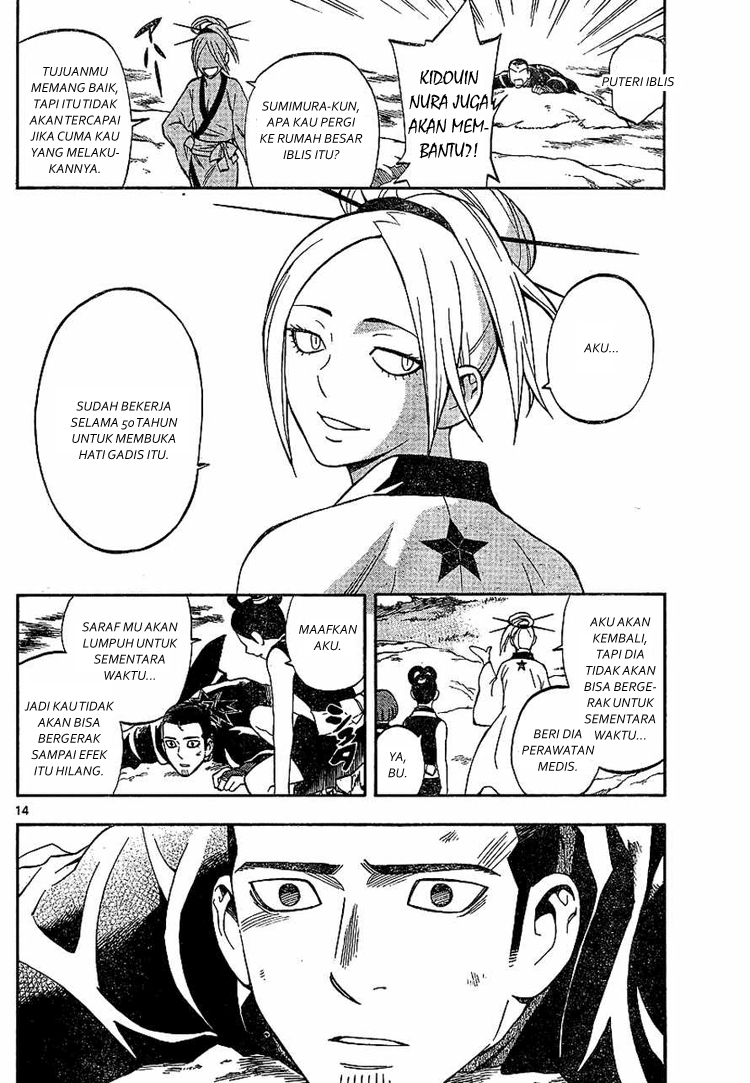 PUTERI IBLIS
KIDOUIN
NURA JUGA
AKAN MEM-
BANTU?!
SUMIMURA-KUN,
APA KAU PERGI
KE RUMAH BESAR
IBLIS ITU?
TUJUANMU
MEMANG BAIK,
TAPI ITU TIDAK
AKAN TERCAPAI
JIKA CUMA KAU
YANG MELAKU-
KANNYA.
AKU...
SUDAH BEKERJA
SELAMA 50 TAHUN
UNTUK MEMBUKA
HATI GADIS ITU.
AKU AKAN
KEMBALI,
TAPI DIA
TIDAK AKAN
BISA BERGE-
RAK UNTUK
SEMENTARA
WAKTU...
BERI DIA
PERAWATAN
MEDIS.
YA,
BU.
MAAFKAN
AKU.
SARAF MU AKAN
LUMPUH UNTUK
SEMENTARA
WAKTU...
JADI KAU TIDAK
AKAN BISA
BERGERAK
SAMPAI EFEK
ITU HILANG.
14